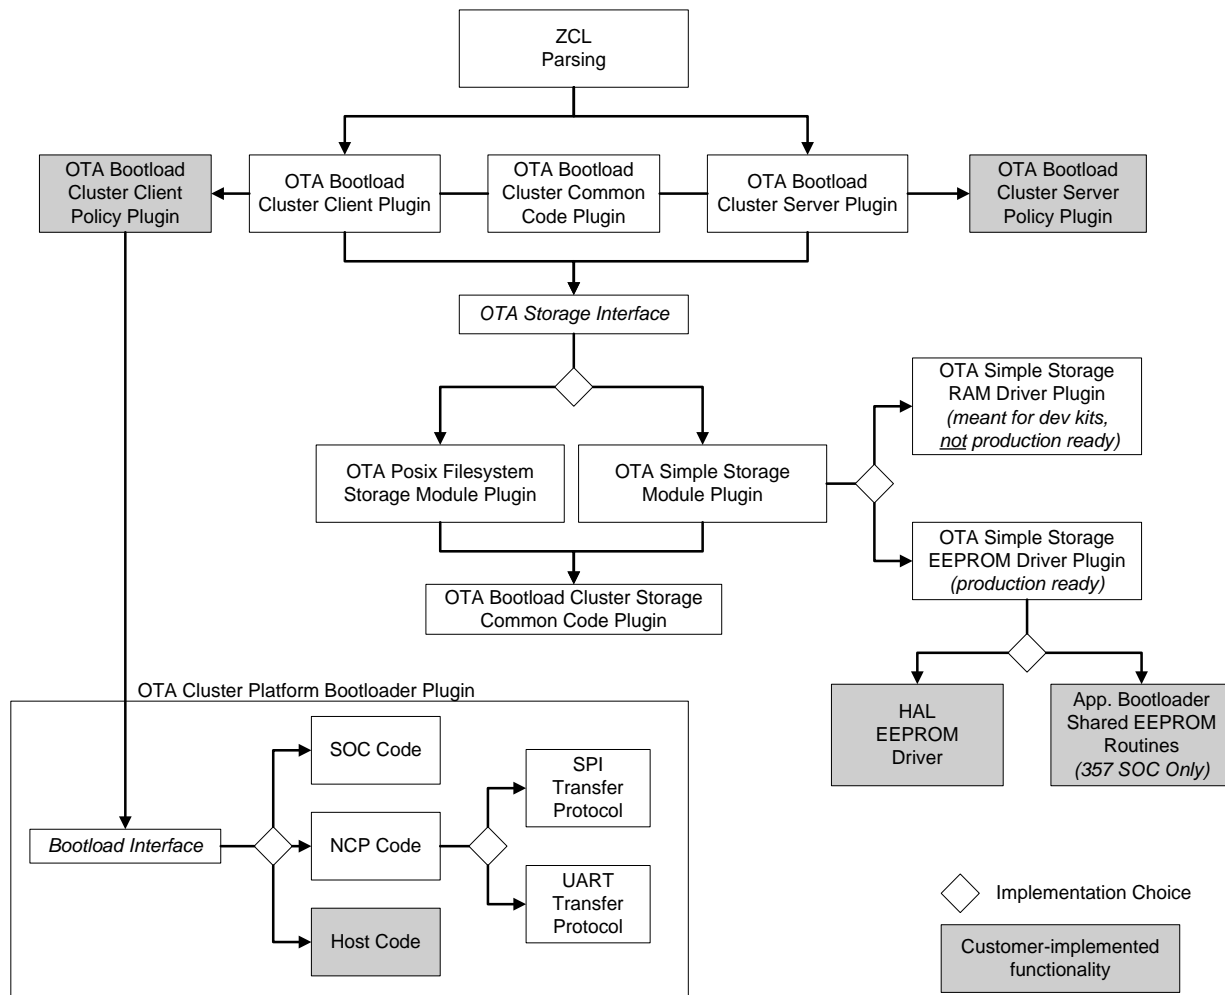 ZCL
Parsing
OTA Bootload
Cluster Client
Policy Plugin
OTA Bootload
Cluster Client Plugin
OTA Bootload
Cluster Common
Code Plugin
OTA Bootload
Cluster Server Plugin
OTA Bootload
Cluster Server
Policy Plugin
OTA Storage Interface
OTA Simple Storage
RAM Driver Plugin
(meant for dev kits,
not production ready)
OTA Posix Filesystem
Storage Module Plugin
OTA Simple Storage
Module Plugin
OTA Simple Storage
EEPROM Driver Plugin
(production ready)
OTA Bootload Cluster Storage
Common Code Plugin
HAL
EEPROM
Driver
App. Bootloader
Shared EEPROM
Routines
(357 SOC Only)
OTA Cluster Platform Bootloader Plugin
Bootload Interface
SOC Code
NCP Code
Host Code
SPI
Transfer
Protocol
UART
Transfer
Protocol
Implementation Choice
Customer-implemented
functionality